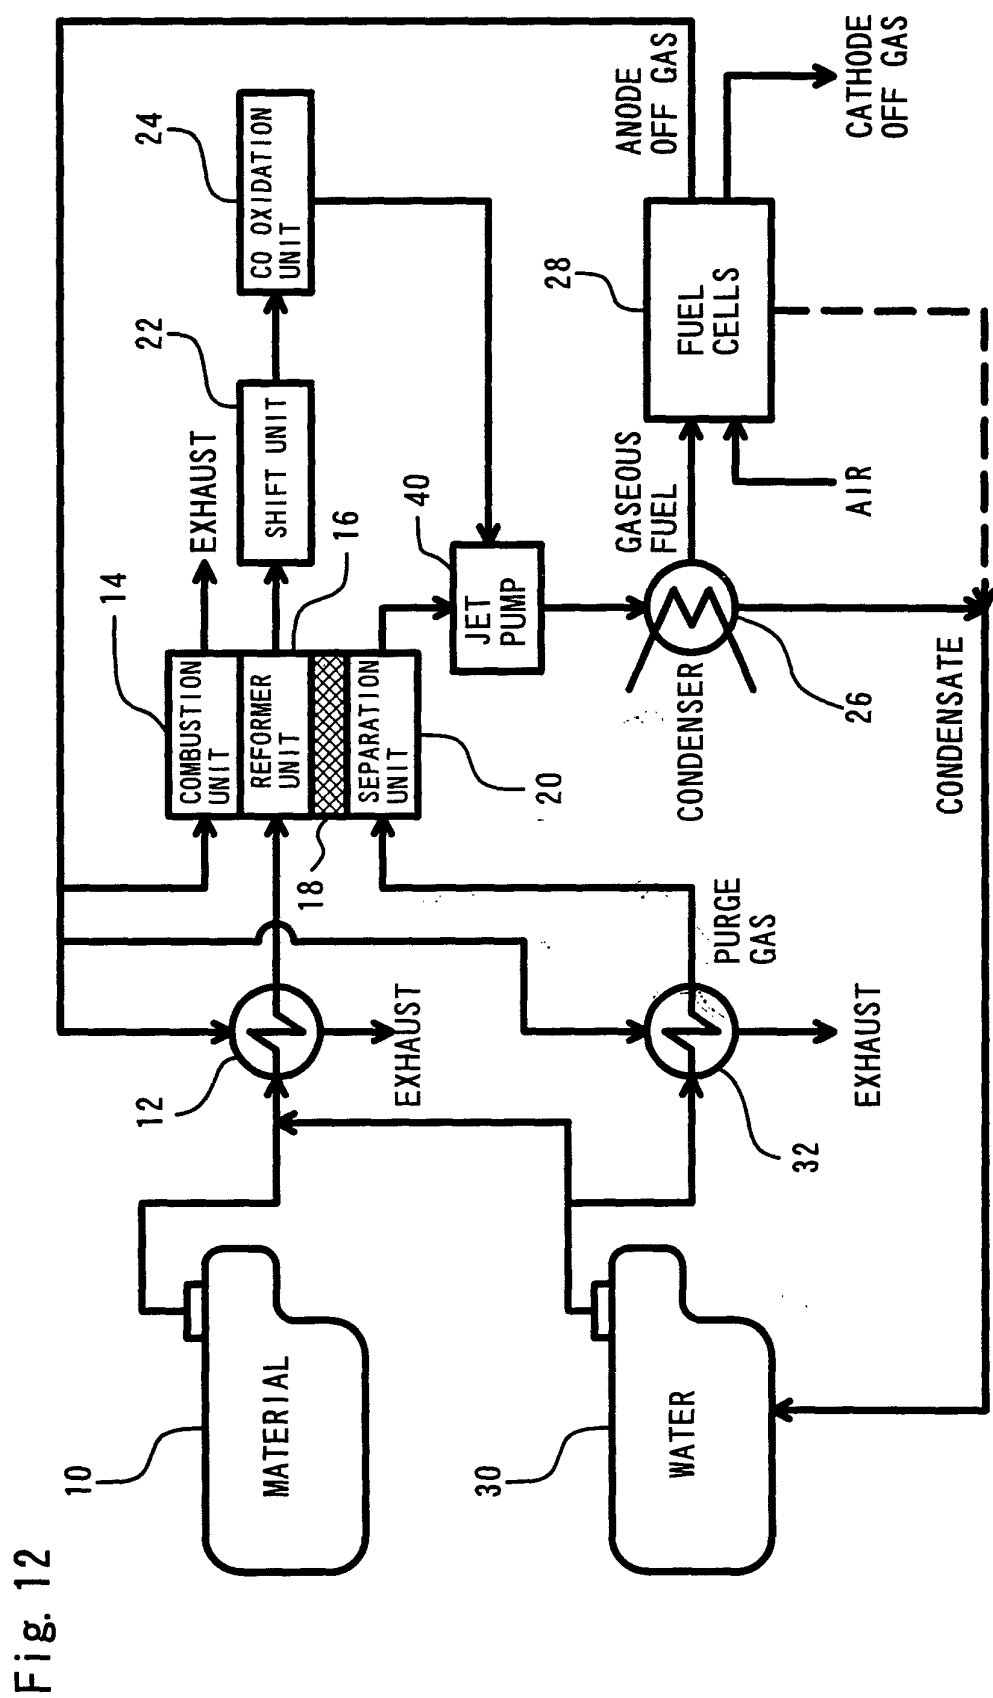 Fig. 12
10
MATERIAL
12
EXHAUST
14
COMBUSTION
UNIT
EXHAUST
REFORMER
UNIT
16
18
SEPARATION
UNIT
20
22
SHIFT UNIT
24
CO OXIDATION
UNIT
40
JET
PUMP
30
WATER
32
EXHAUST
PURGE
GAS
CONDENSER
26
GASEOUS
FUEL
AIR
28
FUEL
CELLS
ANODE
OFF GAS
CATHODE
OFF GAS
CONDENSATE